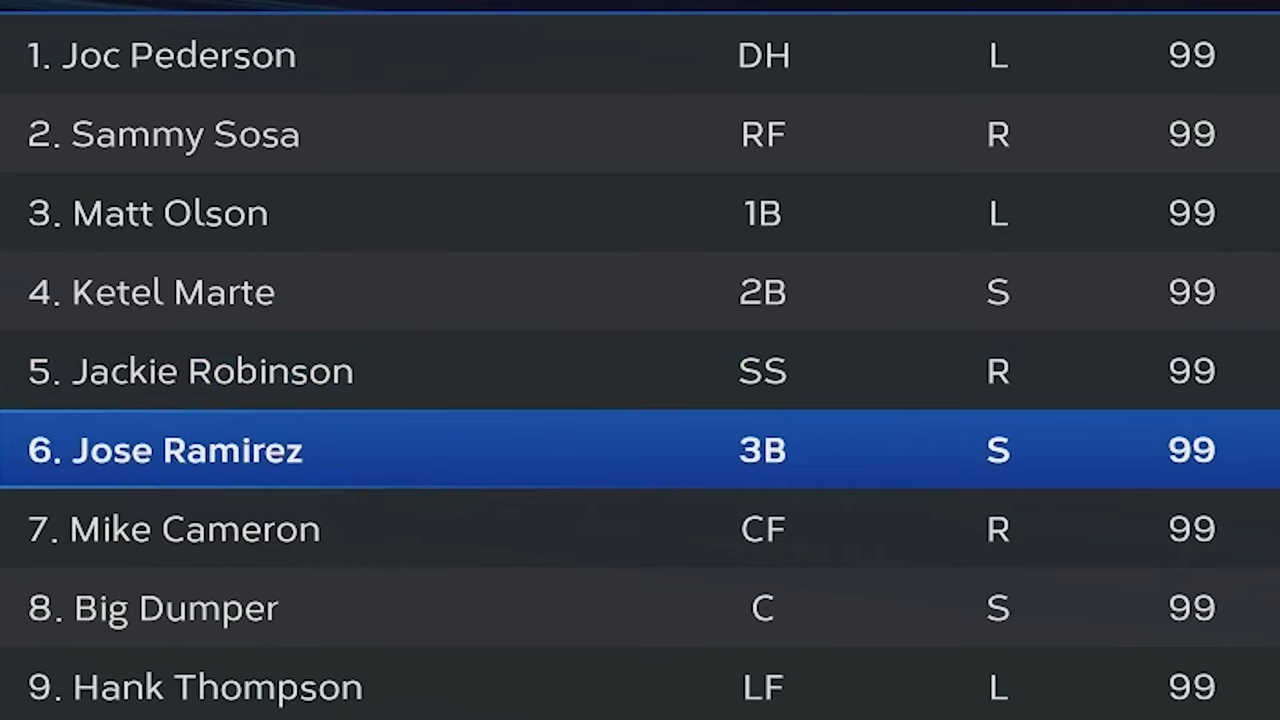 1. Joc Pederson DH L 99
2. Sammy Sosa RF R 99
3. Matt Olson 1B L 99
4. Ketel Marte 2B S 99
5. Jackie Robinson SS R 99
6. Jose Ramirez 3B S 99
7. Mike Cameron CF R 99
8. Big Dumper C S 99
9. Hank Thompson LF L 99